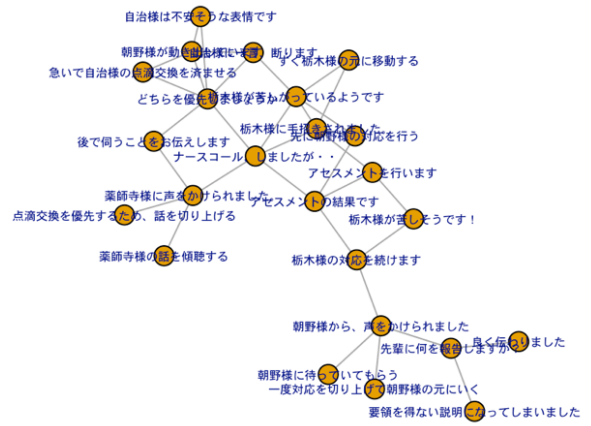 自治様は不安そうな表情です
朝野様が動き
自治様に
断ります
すぐ栃木様の元に移動する
急いで自治様の点滴交換を済ませる
どちらを優先
しましょうか
栃木様が苦しがっているようです
栃木様に手招きされました
先に朝野様の対応を行う
後で伺うことをお伝えします
ナースコール
しましたが・・
アセスメントを行います
薬師寺様に声をかけられました
アセスメントの結果です
点滴交換を優先するため、話を切り上げる
栃木様が苦しそうです！
薬師寺様の話を傾聴する
栃木様の対応を続けます
朝野様から、声をかけられました
良く伝わりました
先輩に何を報告しますか？
朝野様に待っていてもらう
一度対応を切り上げて朝野様の元にいく
要領を得ない説明になってしまいました